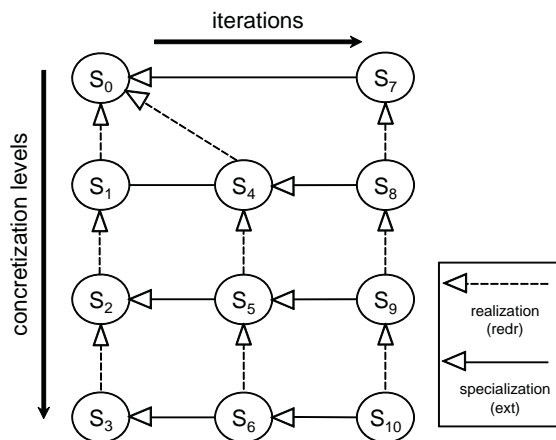 iterations
concretization levels
S0
S7
S1
S4
S8
S2
S5
S9
S3
S6
S10
realization
(redr)
specialization
(ext)